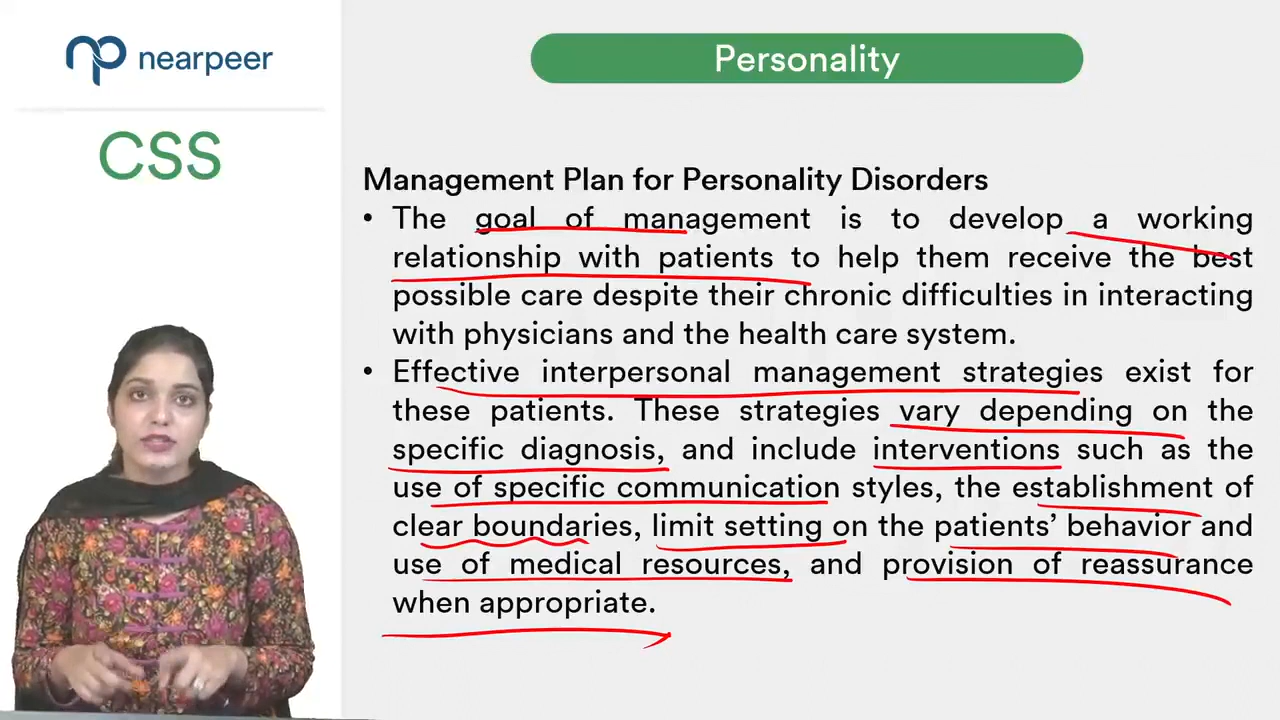 nearpeer
CSS
Personality
Management Plan for Personality Disorders
• The goal of management is to develop a working
relationship with patients to help them receive the best
possible care despite their chronic difficulties in interacting
with physicians and the health care system.
• Effective interpersonal management strategies exist for
these patients. These strategies vary depending on the
specific diagnosis, and include interventions such as the
use of specific communication styles, the establishment of
clear boundaries, limit setting on the patients’ behavior and
use of medical resources, and provision of reassurance
when appropriate.